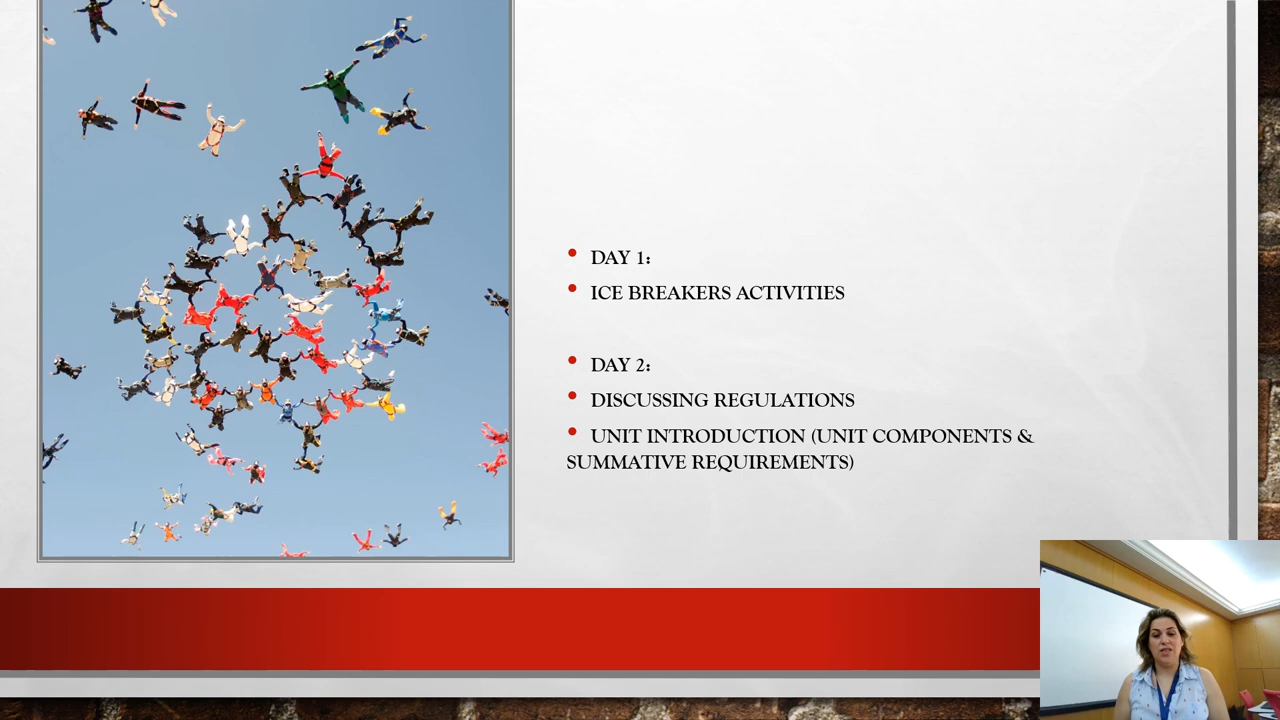 DAY 1:
ICE BREAKERS ACTIVITIES
DAY 2:
DISCUSSING REGULATIONS
UNIT INTRODUCTION (UNIT COMPONENTS &
SUMMATIVE REQUIREMENTS)